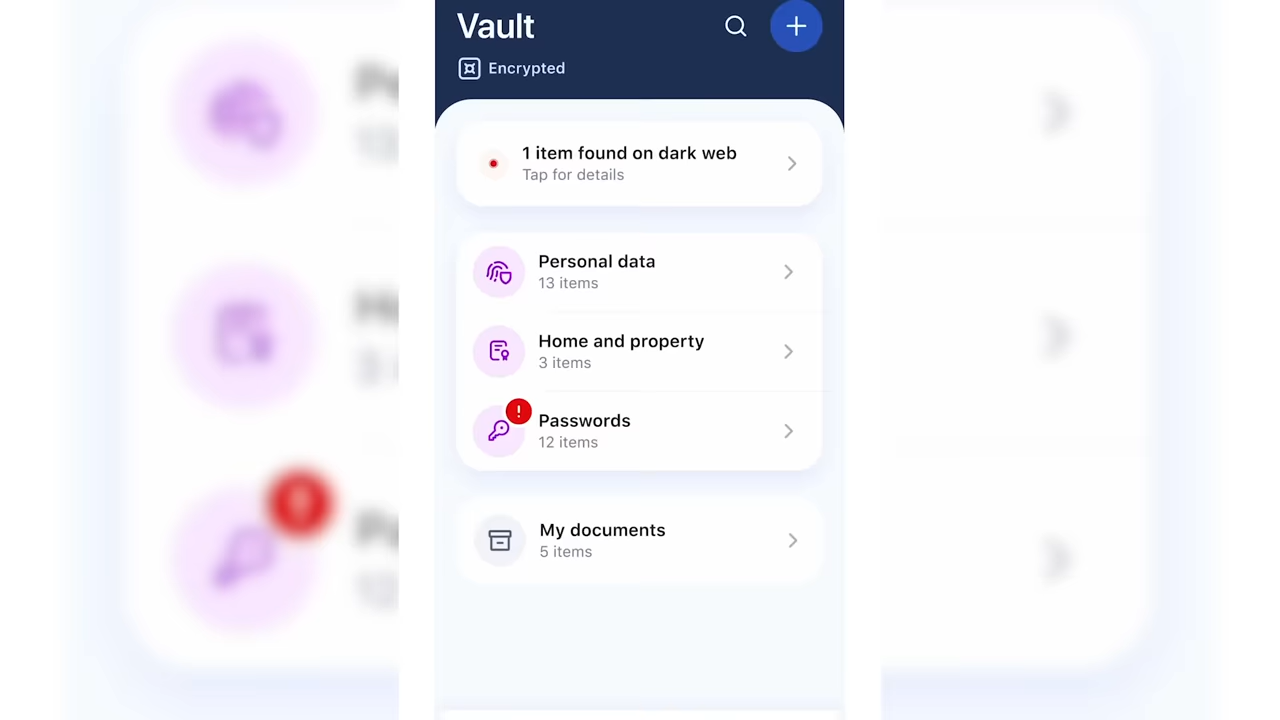 Vault
Encrypted
1 item found on dark web
Tap for details
Personal data
13 items
Home and property
3 items
Passwords
12 items
My documents
5 items